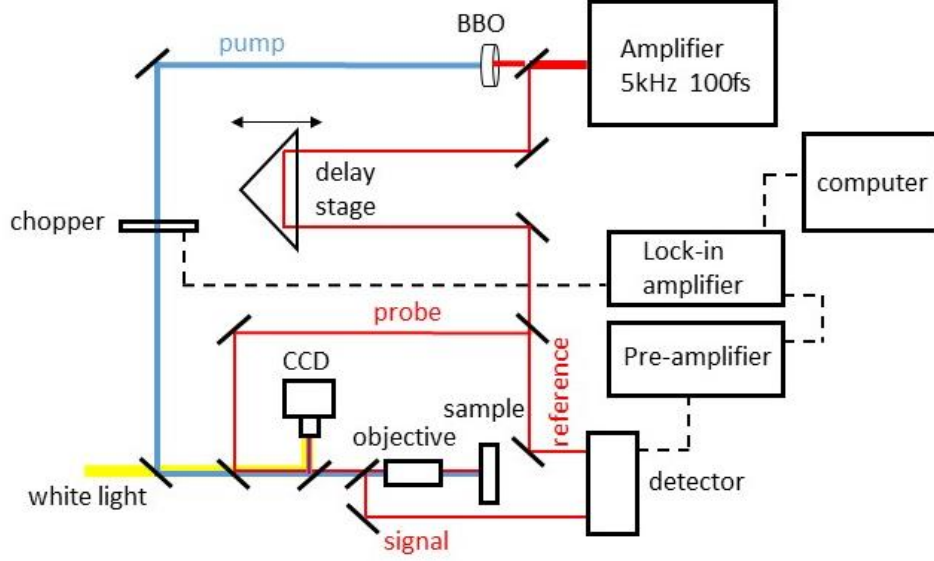 pump
BBO
Amplifier
5kHz 100fs
delay
stage
computer
chopper
Lock-in
amplifier
probe
Pre-amplifier
CCD
reference
sample
objective
white light
detector
signal